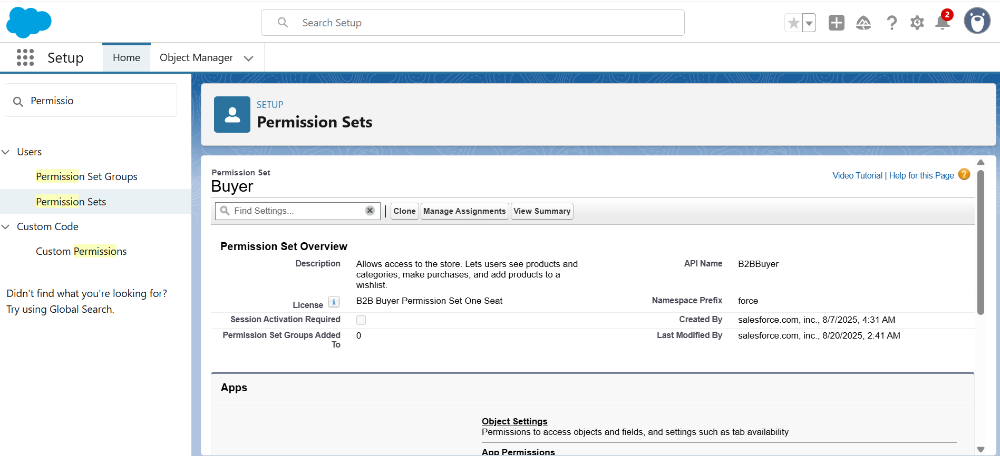 Search Setup
2
Setup
Home
Object Manager
Permissio
Users
Permission Set Groups
Permission Sets
Custom Code
Custom Permissions
Didn't find what you're looking for?
Try using Global Search.
SETUP
Permission Sets
Permission Set
Buyer
Video Tutorial | Help for this Page ?
Find Settings...
Clone
Manage Assignments
View Summary
Permission Set Overview
Description
Allows access to the store. Lets users see products and
categories, make purchases, and add products to a
wishlist.
API Name
B2BBuyer
License i
B2B Buyer Permission Set One Seat
Namespace Prefix
force
Session Activation Required
Created By
salesforce.com, inc., 8/7/2025, 4:31 AM
Permission Set Groups Added
To
0
Last Modified By
salesforce.com, inc., 8/20/2025, 2:41 AM
Apps
Object Settings
Permissions to access objects and fields, and settings such as tab availability
App Permissions